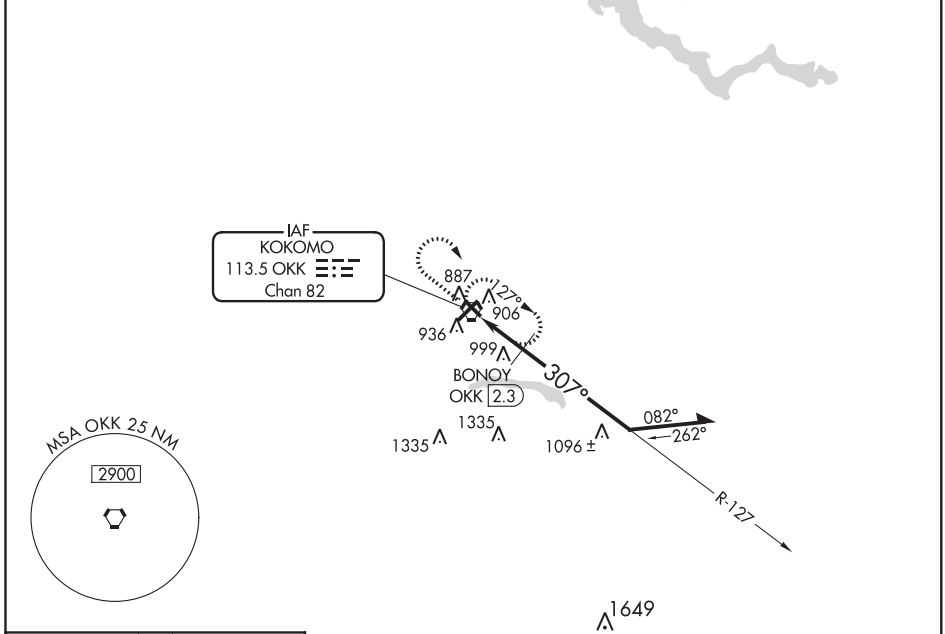 IAF
KOKOMO
113.5 OKK
Chan 82
887
127°
906
936
999
BONOY
OKK 2.3
307°
1335
1335
1096 ±
082°
262°
R-127
MSA OKK 25 NM
2900
1649